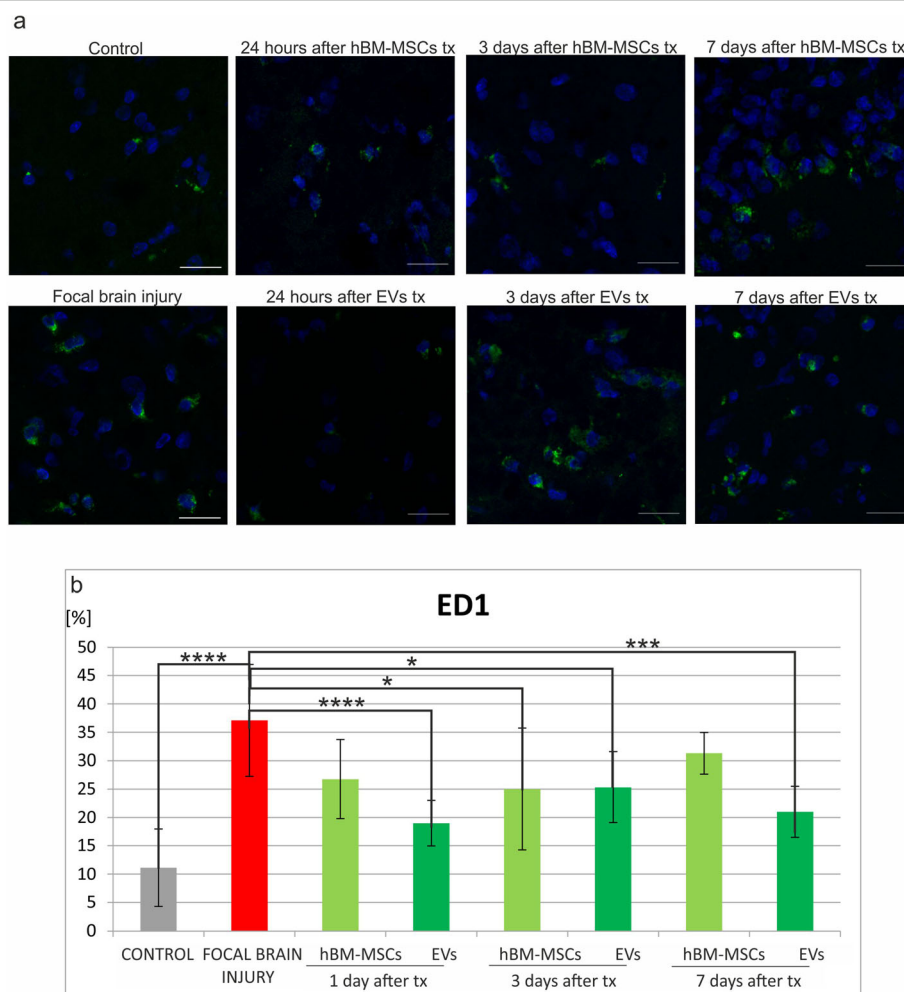 a
Control
24 hours after hBM-MSCs tx
3 days after hBM-MSCs tx
7 days after hBM-MSCs tx
Focal brain injury
24 hours after EVs tx
3 days after EVs tx
7 days after EVs tx
b
ED1
[%]
50
45
40
35
30
25
20
15
10
5
0
****
***
*
*
****
CONTROL
FOCAL BRAIN
INJURY
hBM-MSCs EVs
1 day after tx
hBM-MSCs EVs
3 days after tx
hBM-MSCs EVs
7 days after tx